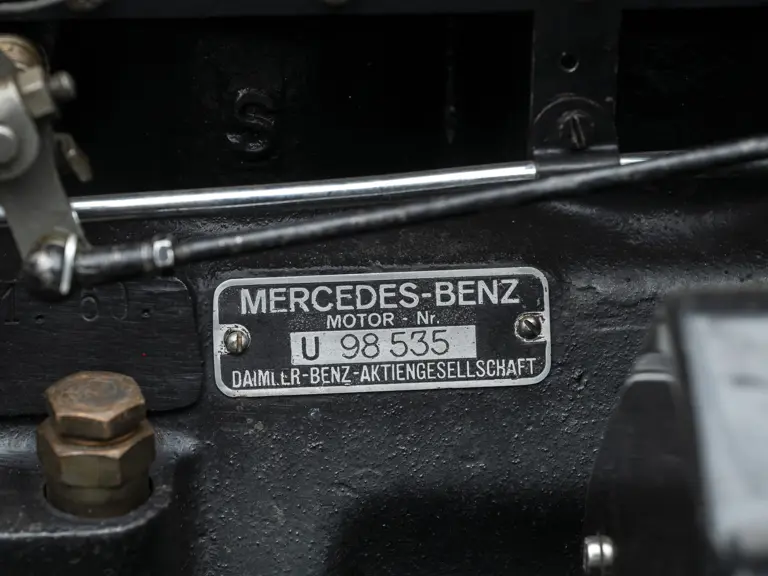 S
MERCEDES-BENZ
MOTOR - Nr.
U 98 535
DAIMLER-BENZ-AKTIENGESELLSCHAFT